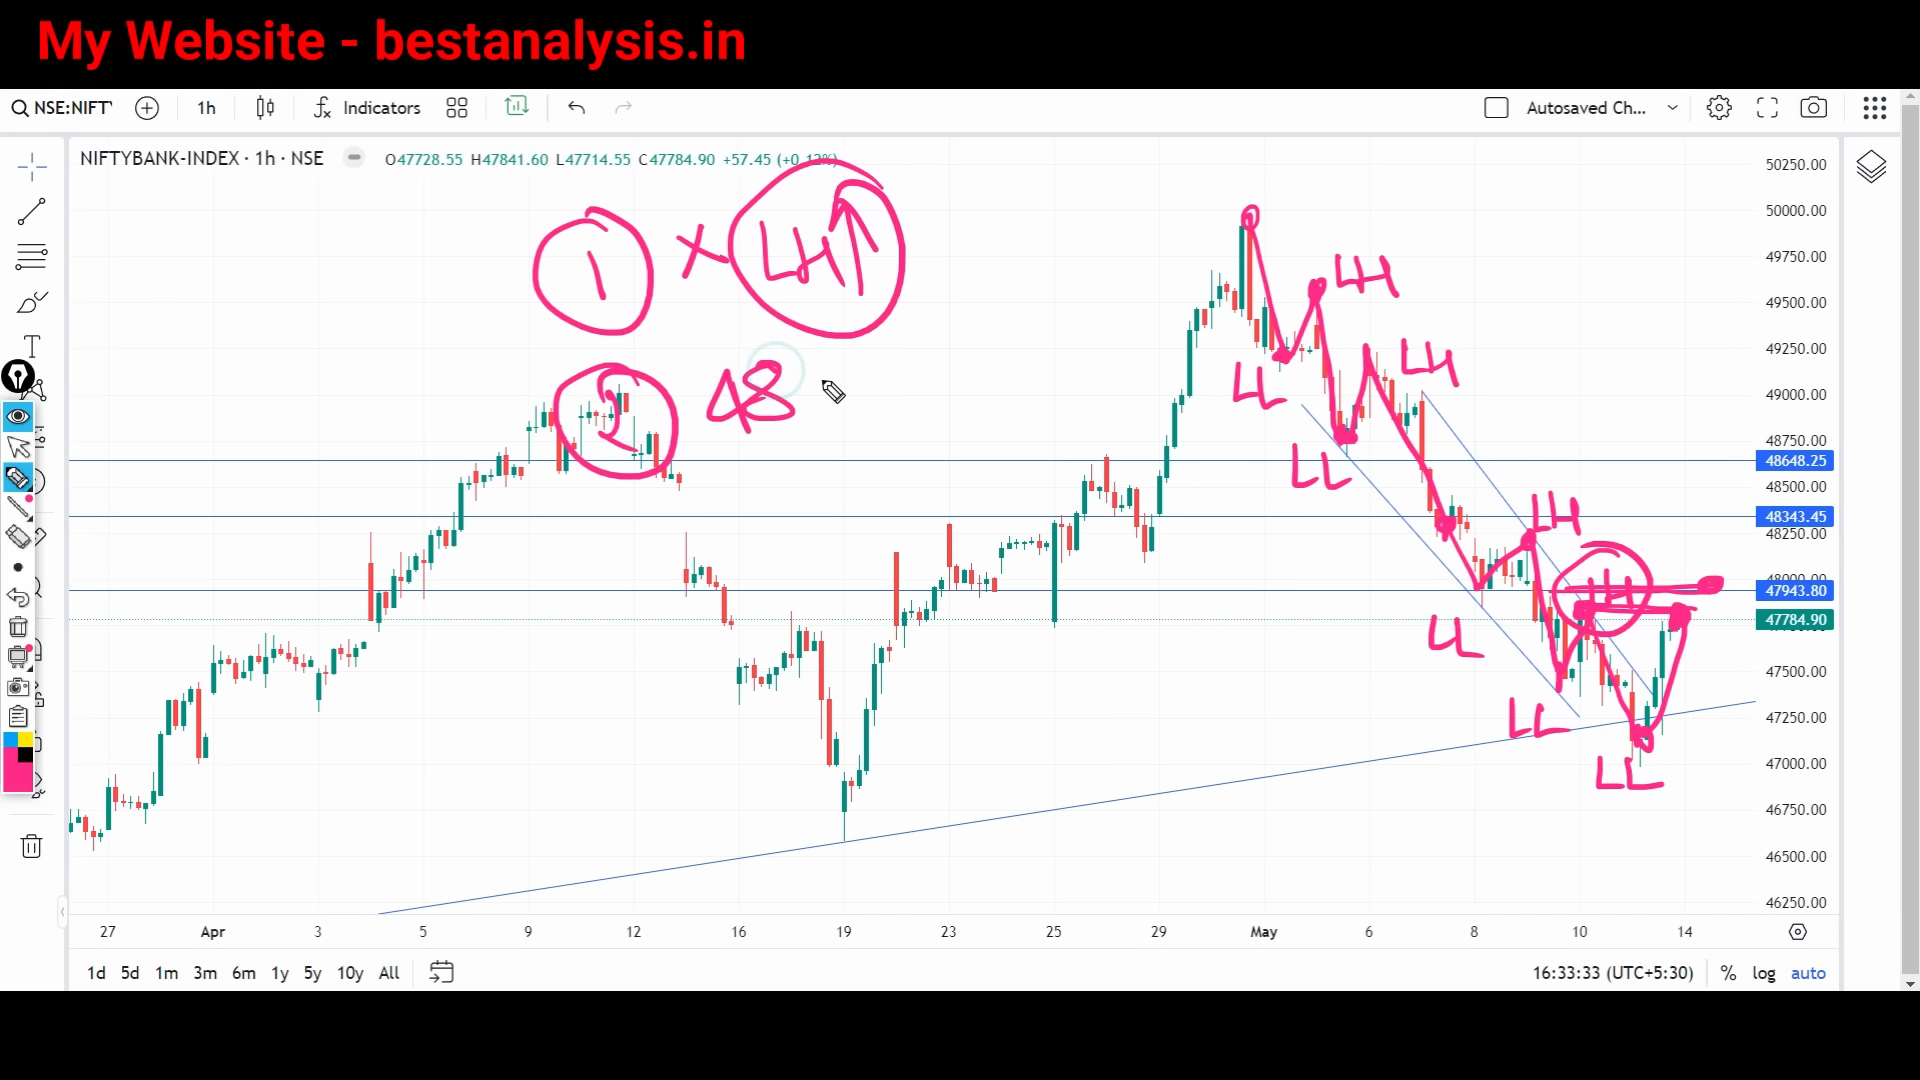 My Website - bestanalysis.in
NSE:NIFTY
1h
Indicators
Autosaved Ch...
NIFTYBANK-INDEX · 1h · NSE
O47728.55 H47841.60 L47714.55 C47784.90 +57.45 (+0.12%)
1 X LH
2 48
LH
LH
LL
LL
LH
LH
LL
LL
LL
50250.00
50000.00
49750.00
49500.00
49250.00
49000.00
48750.00
48648.25
48500.00
48343.45
48250.00
48000.00
47943.80
47784.90
47500.00
47250.00
47000.00
46750.00
46500.00
46250.00
27 Apr 3 5 9 12 16 19 23 25 29 May 6 8 10 14
1d 5d 1m 3m 6m 1y 5y 10y All
16:33:33 (UTC+5:30) % log auto